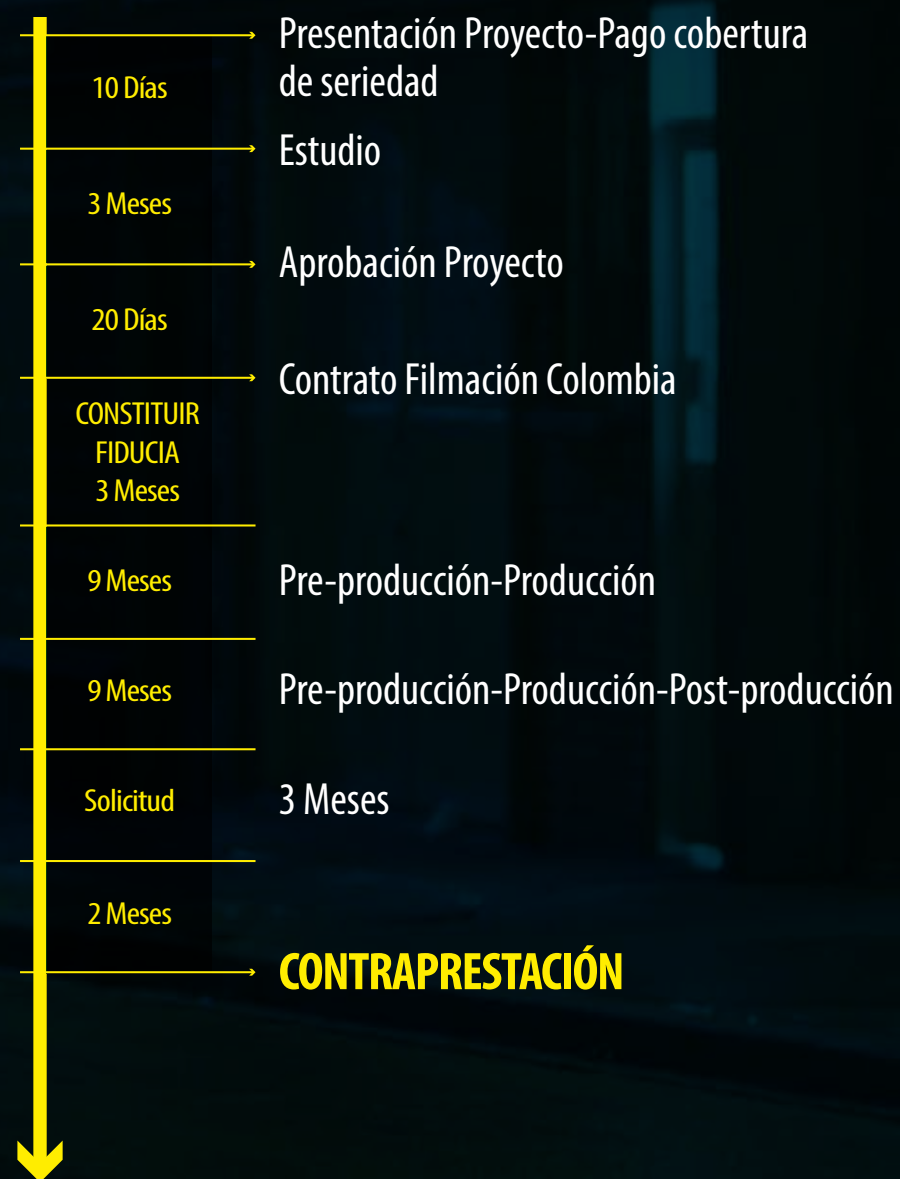 Presentación Proyecto-Pago cobertura
de seriedad
10 Días
Estudio
3 Meses
Aprobación Proyecto
20 Días
Contrato Filmación Colombia
CONSTITUIR
FIDUCIA
3 Meses
9 Meses
Pre-producción-Producción
9 Meses
Pre-producción-Producción-Post-producción
Solicitud
3 Meses
2 Meses
CONTRAPRESTACIÓN